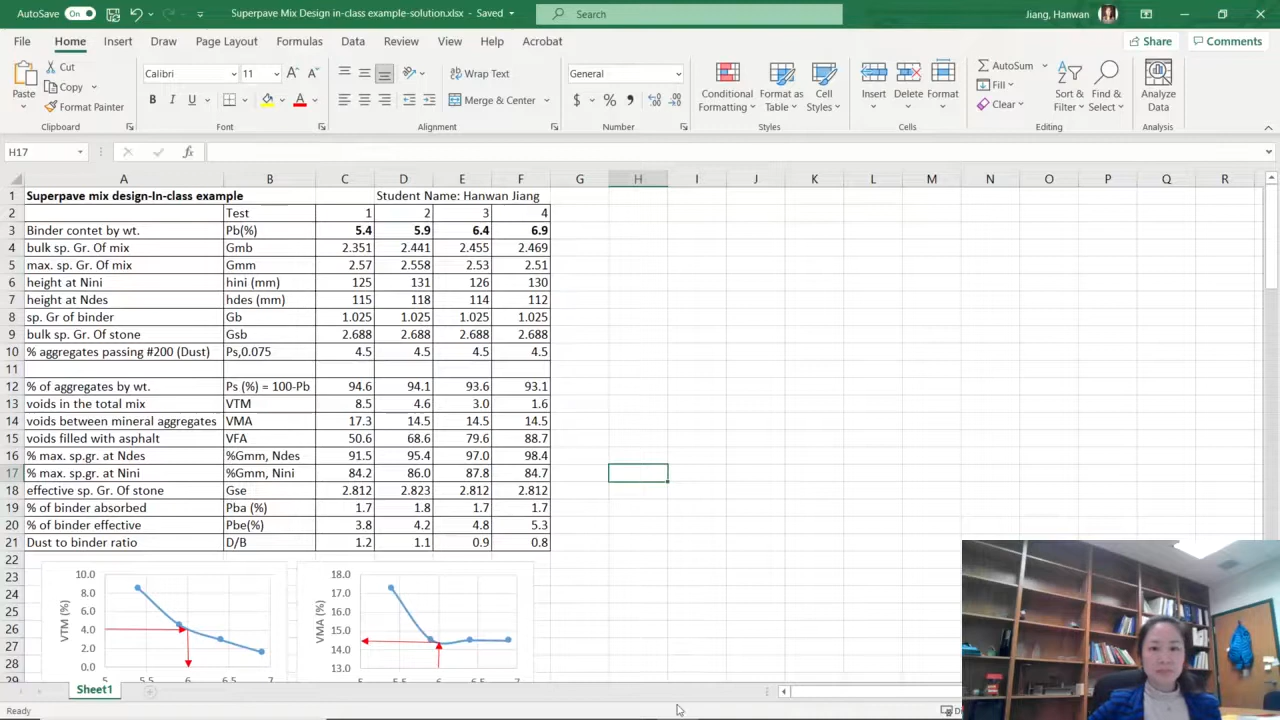 AutoSave On Superpave Mix Design in-class example-solution.xlsx - Saved Search Jiang, Hanwan
File Home Insert Draw Page Layout Formulas Data Review View Help Acrobat Share Comments
Paste Cut Copy Format Painter Clipboard
Calibri 11 B I U A Font
Wrap Text Merge & Center Alignment
General $ % , Number
Conditional Formatting Format as Table Cell Styles Styles
Insert Delete Format Cells
AutoSum Fill Clear Sort & Filter Find & Select Editing
Analyze Data Analysis
H17 fx
A B C D E F G H I J K L M N O P Q R
1 Superpave mix design-In-class example Student Name: Hanwan Jiang
2 Test 1 2 3 4
3 Binder contet by wt. Pb(%) 5.4 5.9 6.4 6.9
4 bulk sp. Gr. Of mix Gmb 2.351 2.441 2.455 2.469
5 max. sp. Gr. Of mix Gmm 2.57 2.558 2.53 2.51
6 height at Nini hini (mm) 125 131 126 130
7 height at Ndes hdes (mm) 115 118 114 112
8 sp. Gr of binder Gb 1.025 1.025 1.025 1.025
9 bulk sp. Gr. Of stone Gsb 2.688 2.688 2.688 2.688
10 % aggregates passing #200 (Dust) Ps,0.075 4.5 4.5 4.5 4.5
11
12 % of aggregates by wt. Ps (%) = 100-Pb 94.6 94.1 93.6 93.1
13 voids in the total mix VTM 8.5 4.6 3.0 1.6
14 voids between mineral aggregates VMA 17.3 14.5 14.5 14.5
15 voids filled with asphalt VFA 50.6 68.6 79.6 88.7
16 % max. sp.gr. at Ndes %Gmm, Ndes 91.5 95.4 97.0 98.4
17 % max. sp.gr. at Nini %Gmm, Nini 84.2 86.0 87.8 84.7
18 effective sp. Gr. Of stone Gse 2.812 2.823 2.812 2.812
19 % of binder absorbed Pba (%) 1.7 1.8 1.7 1.7
20 % of binder effective Pbe(%) 3.8 4.2 4.8 5.3
21 Dust to binder ratio D/B 1.2 1.1 0.9 0.8
22
23
24
25
26
27
28
29
VTM (%) 10.0 8.0 6.0 4.0 2.0 0.0
5 5.5 6 6.5 7
VMA (%) 18.0 17.0 16.0 15.0 14.0 13.0
5 5.5 6 6.5 7
Sheet1
Ready